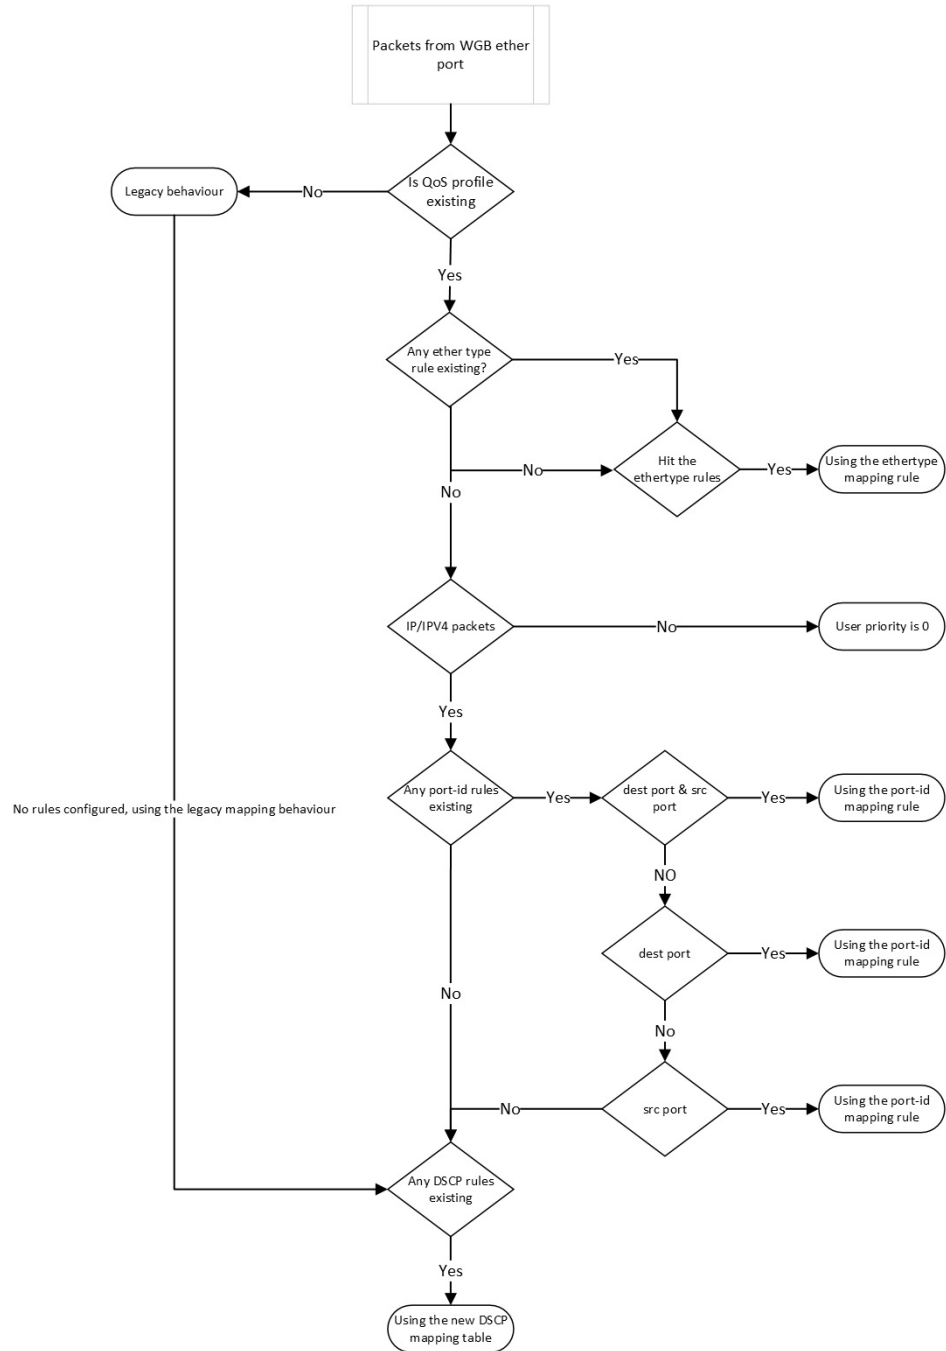 Packets from WGB ether
port
Is QoS profile
existing
No
Legacy behaviour
Yes
Any ether type
rule existing?
Yes
Hit the
ethertype rules
Yes
Using the ethertype
mapping rule
No
No
IP/IPV4 packets
No
User priority is 0
Yes
Any port-id rules
existing
Yes
dest port & src
port
Yes
Using the port-id
mapping rule
No rules configured, using the legacy mapping behaviour
NO
dest port
Yes
Using the port-id
mapping rule
No
No
src port
Yes
Using the port-id
mapping rule
No
Any DSCP rules
existing
Yes
Using the new DSCP
mapping table